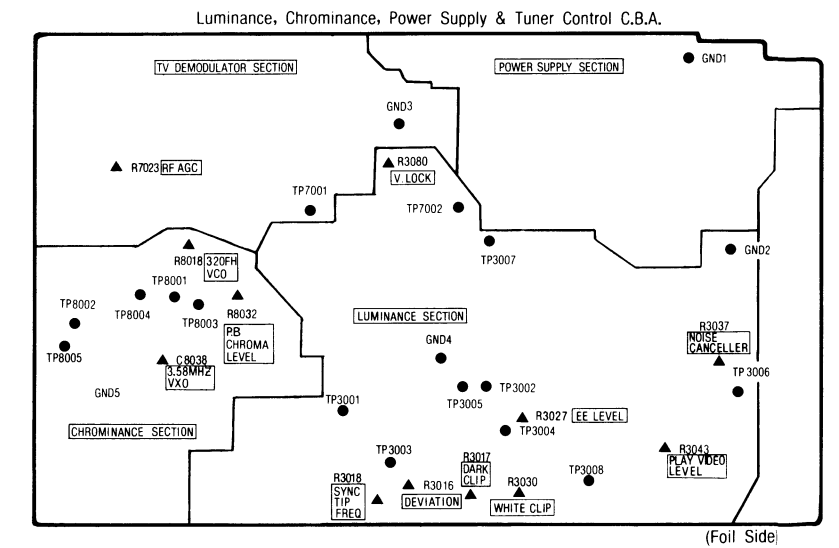 Luminance, Chrominance, Power Supply & Tuner Control C.B.A.
TV DEMODULATOR SECTION
POWER SUPPLY SECTION
GND1
GND3
R7023 RF AGC
R3080
V. LOCK
TP7001
TP7002
TP3007
GND2
R8018 320FH
VCO
TP8001
TP8002
TP8004
TP8003
R8032
P.B
CHROMA
LEVEL
TP8005
C8038
3.58MHZ
VXO
GND5
CHROMINANCE SECTION
LUMINANCE SECTION
GND4
R3037
NOISE
CANCELLER
TP3006
TP3001
TP3005
TP3002
R3027 EE LEVEL
TP3004
TP3003
R3017
DARK
CLIP
R3043
PLAY VIDEO
LEVEL
R3018
SYNC
TIP
FREQ
R3016
DEVIATION
R3030
WHITE CLIP
TP3008
(Foil Side)